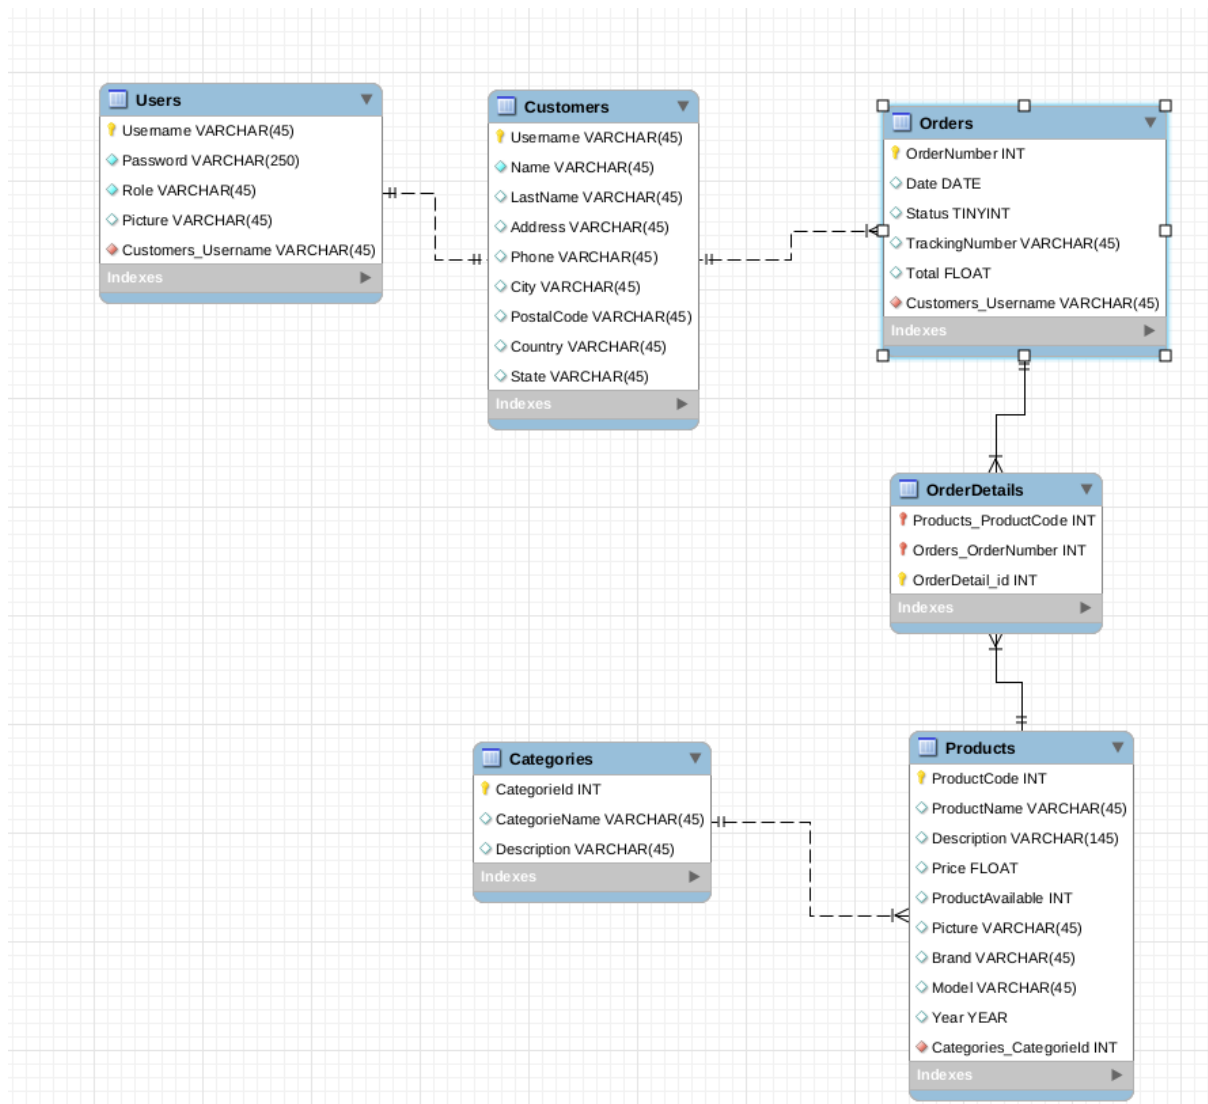 Users
Username VARCHAR(45)
Password VARCHAR(250)
Role VARCHAR(45)
Picture VARCHAR(45)
Customers_Username VARCHAR(45)
Indexes
Customers
Username VARCHAR(45)
Name VARCHAR(45)
LastName VARCHAR(45)
Address VARCHAR(45)
Phone VARCHAR(45)
City VARCHAR(45)
PostalCode VARCHAR(45)
Country VARCHAR(45)
State VARCHAR(45)
Indexes
Orders
OrderNumber INT
Date DATE
Status TINYINT
TrackingNumber VARCHAR(45)
Total FLOAT
Customers_Username VARCHAR(45)
Indexes
OrderDetails
Products_ProductCode INT
Orders_OrderNumber INT
OrderDetail_id INT
Indexes
Categories
CategorieId INT
CategorieName VARCHAR(45)
Description VARCHAR(45)
Indexes
Products
ProductCode INT
ProductName VARCHAR(45)
Description VARCHAR(145)
Price FLOAT
ProductAvailable INT
Picture VARCHAR(45)
Brand VARCHAR(45)
Model VARCHAR(45)
Year YEAR
Categories_CategorieId INT
Indexes